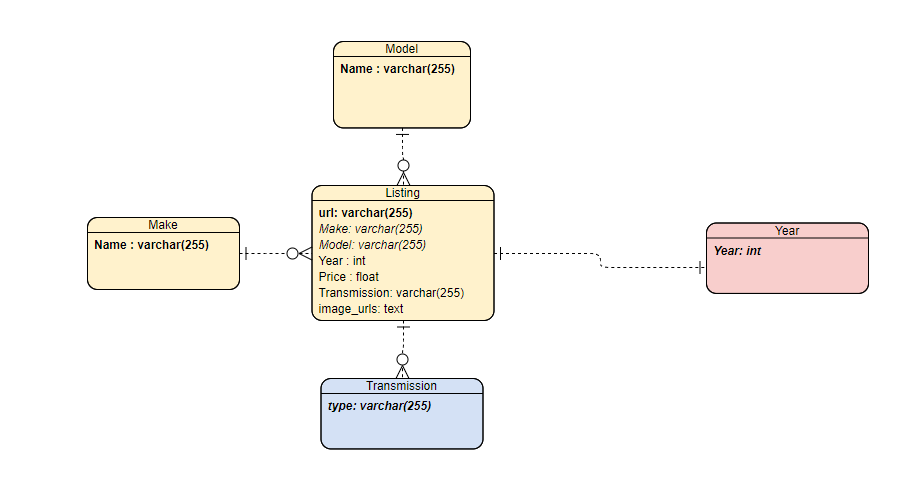 Model
Name : varchar(255)
Listing
url: varchar(255)
Make: varchar(255)
Model: varchar(255)
Year : int
Price : float
Transmission: varchar(255)
image_urls: text
Make
Name : varchar(255)
Year
Year: int
Transmission
type: varchar(255)